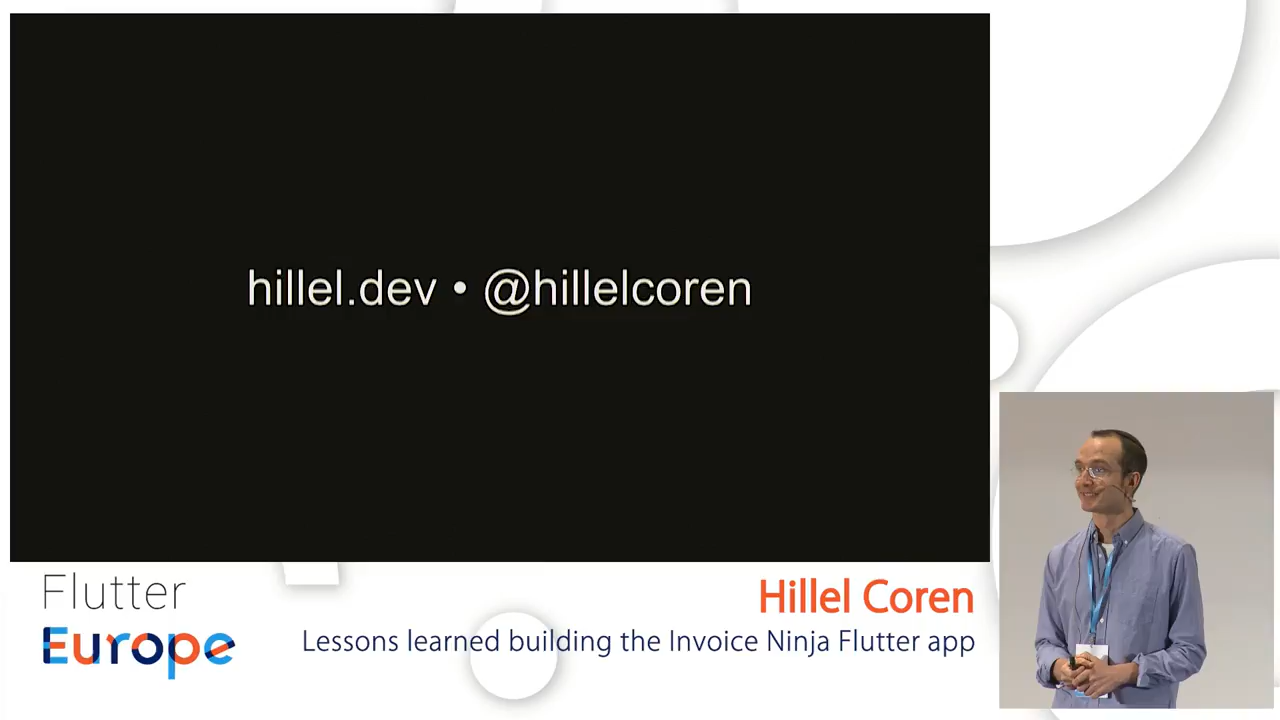 hillel.dev • @hillelcoren
Flutter
Europe
Hillel Coren
Lessons learned building the Invoice Ninja Flutter app